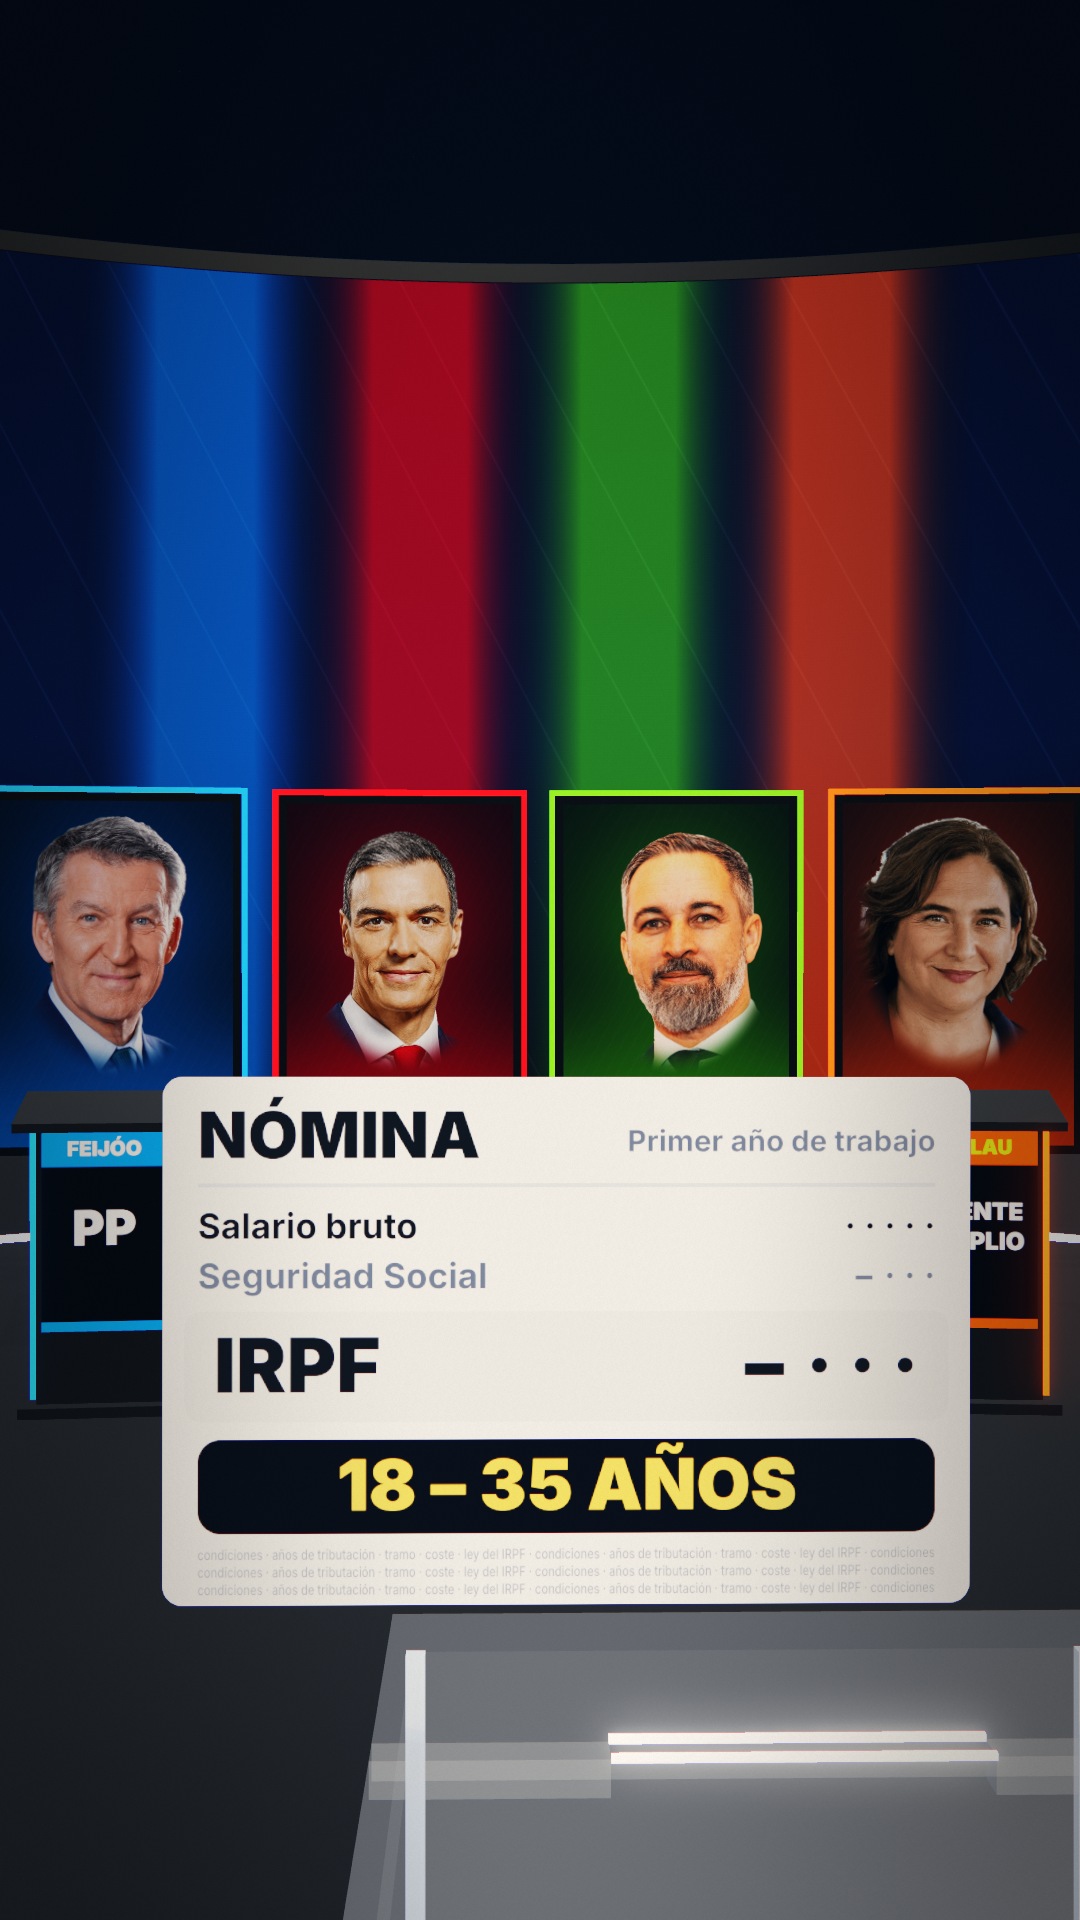 FEIJÓO
PP
LAU
ENTE
PLIO
NÓMINA
Primer año de trabajo
Salario bruto
· · · · ·
Seguridad Social
– · · ·
IRPF
– • • •
18 – 35 AÑOS
condiciones · años de tributación · tramo · coste · ley del IRPF · condiciones · años de tributación · tramo · coste · ley del IRPF · condiciones
condiciones · años de tributación · tramo · coste · ley del IRPF · condiciones · años de tributación · tramo · coste · ley del IRPF · condiciones
condiciones · años de tributación · tramo · coste · ley del IRPF · condiciones · años de tributación · tramo · coste · ley del IRPF · condiciones